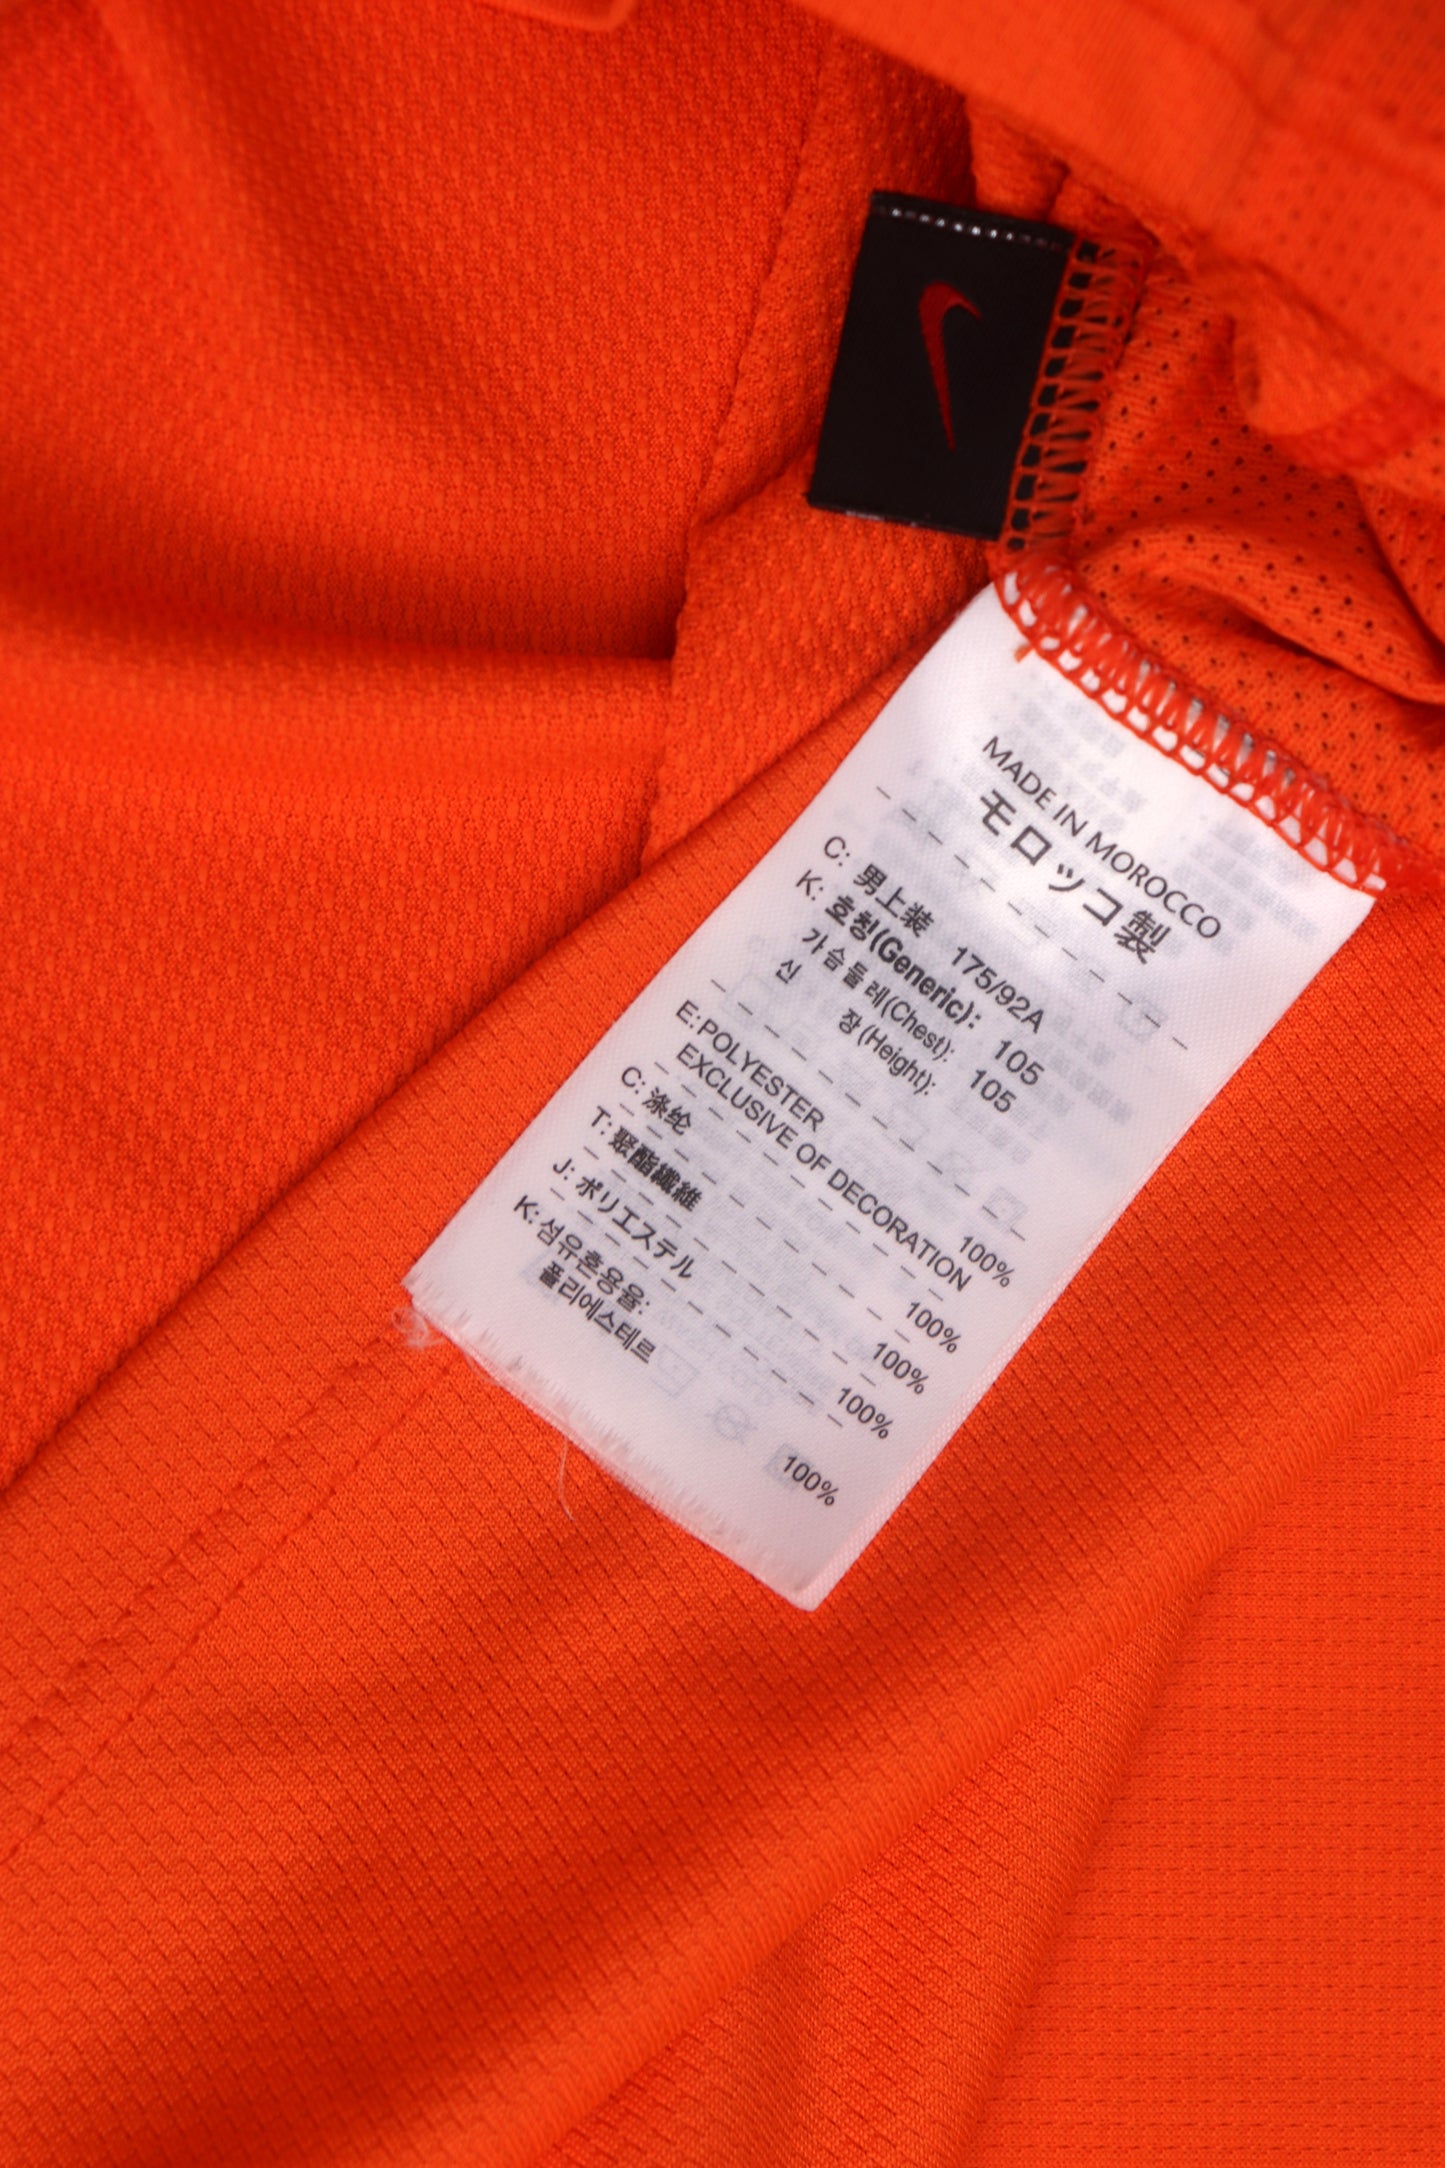 MADE IN MOROCCO
モロッコ製
C: 男上装 175/92A
K: 호칭(Generic): 105
가슴둘레(Chest): 105
신 장(Height):
E: POLYESTER 100%
EXCLUSIVE OF DECORATION
C: 涤纶 100%
T: 聚酯纖維 100%
J: ポリエステル 100%
K: 섬유혼용율:
폴리에스테르 100%